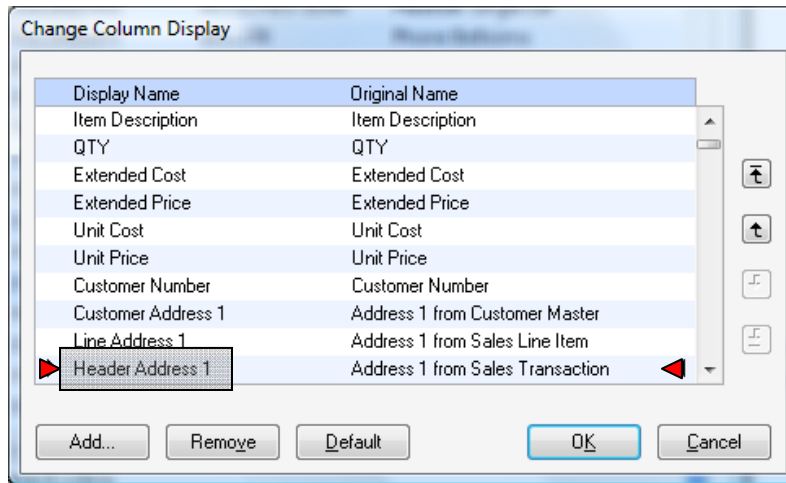 Change Column Display
Display Name Original Name
Item Description Item Description
QTY QTY
Extended Cost Extended Cost
Extended Price Extended Price
Unit Cost Unit Cost
Unit Price Unit Price
Customer Number Customer Number
Customer Address 1 Address 1 from Customer Master
Line Address 1 Address 1 from Sales Line Item
Header Address 1 Address 1 from Sales Transaction
Add... Remove Default OK Cancel